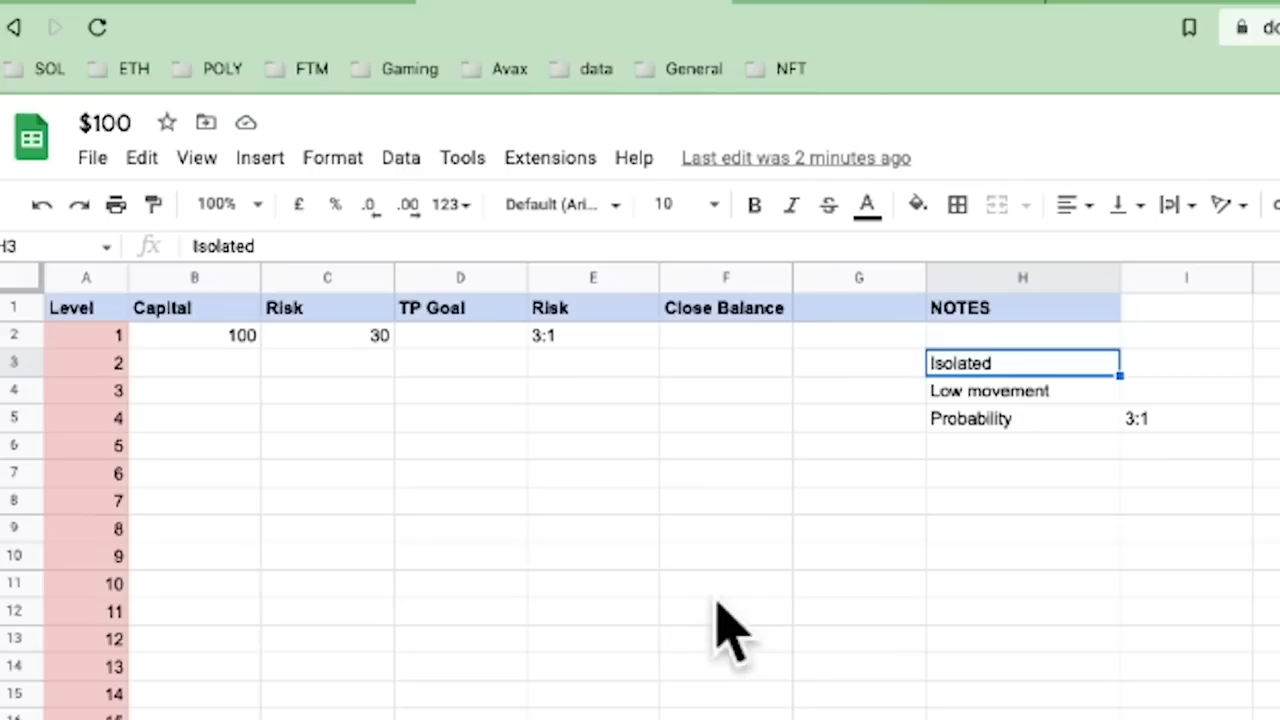 do
SOL ETH POLY FTM Gaming Avax data General NFT
$100
File Edit View Insert Format Data Tools Extensions Help Last edit was 2 minutes ago
100% £ % .0 .00 123 Default (Ari... 10 B I S A
H3 fx Isolated
A B C D E F G H I
1 Level Capital Risk TP Goal Risk Close Balance NOTES
2 1 100 30 3:1
3 2 Isolated
4 3 Low movement
5 4 Probability 3:1
6 5
7 6
8 7
9 8
10 9
11 10
12 11
13 12
14 13
15 14
16 15